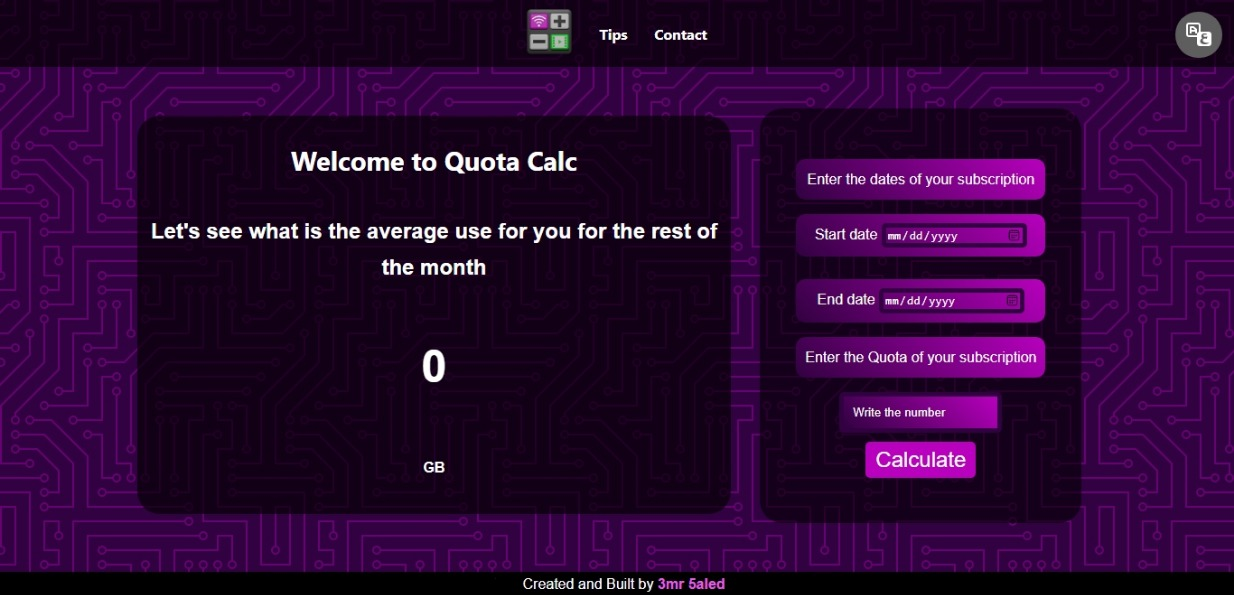 Tips
Contact
Welcome to Quota Calc
Let's see what is the average use for you for the rest of
the month
0
GB
Enter the dates of your subscription
Start date mm/dd/yyyy
End date mm/dd/yyyy
Enter the Quota of your subscription
Write the number
Calculate
Created and Built by 3mr 5aled